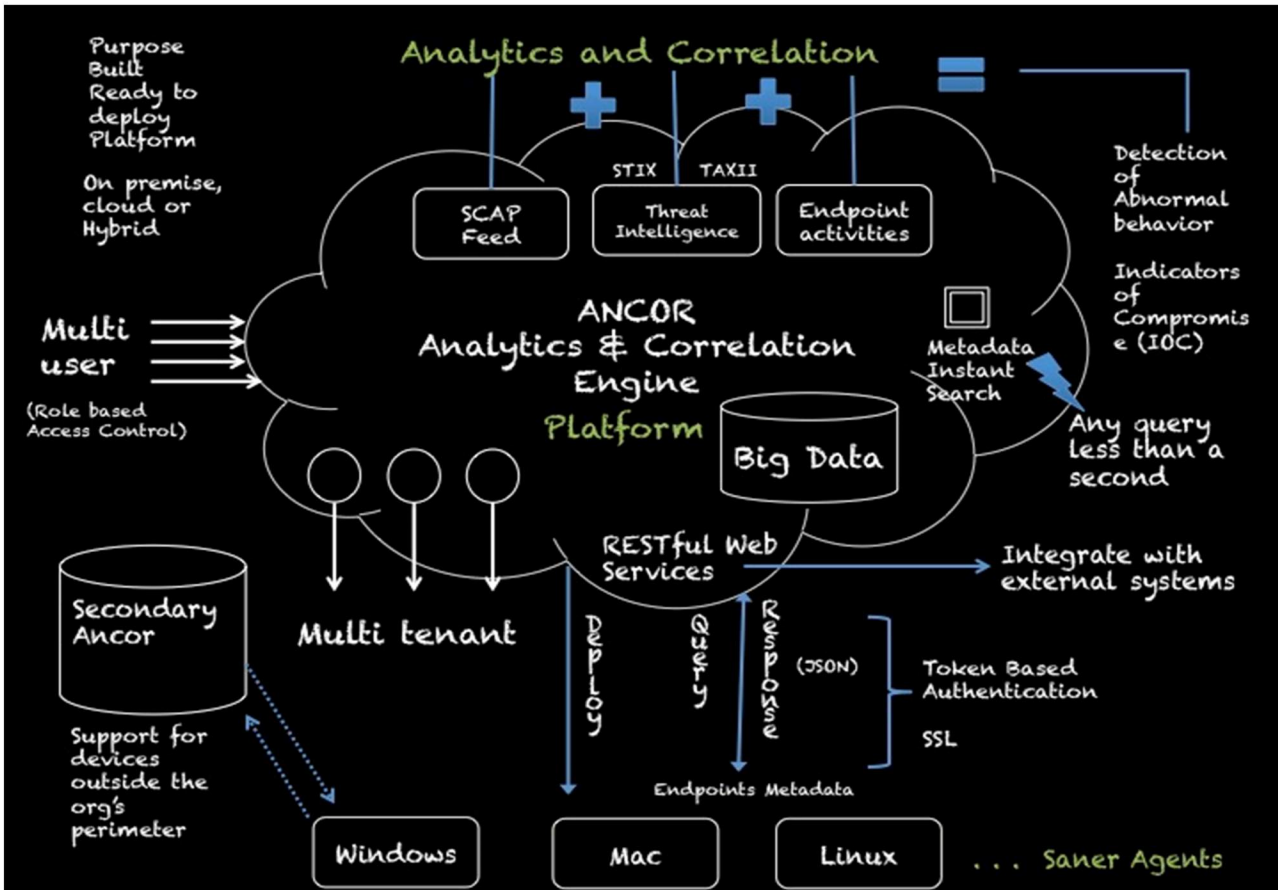 Analytics and Correlation
Purpose
Built
Ready to
deploy
Platform
On premise,
cloud or
Hybrid
STIX TAXII
SCAP
Feed
Threat
Intelligence
Endpoint
activities
Detection
of
Abnormal
behavior
Indicators
of
Compromis
e (IOC)
Multi
user
(Role based
Access Control)
ANCOR
Analytics & Correlation
Engine
Platform
Metadata
Instant
Search
Any query
less than a
second
Big Data
RESTful Web
Services
Integrate with
external systems
Secondary
Ancor
Multi tenant
Deploy
Query
Response
(JSON)
Token Based
Authentication
SSL
Support for
devices
outside the
org's
perimeter
Endpoints Metadata
Windows
Mac
Linux
... Saner Agents